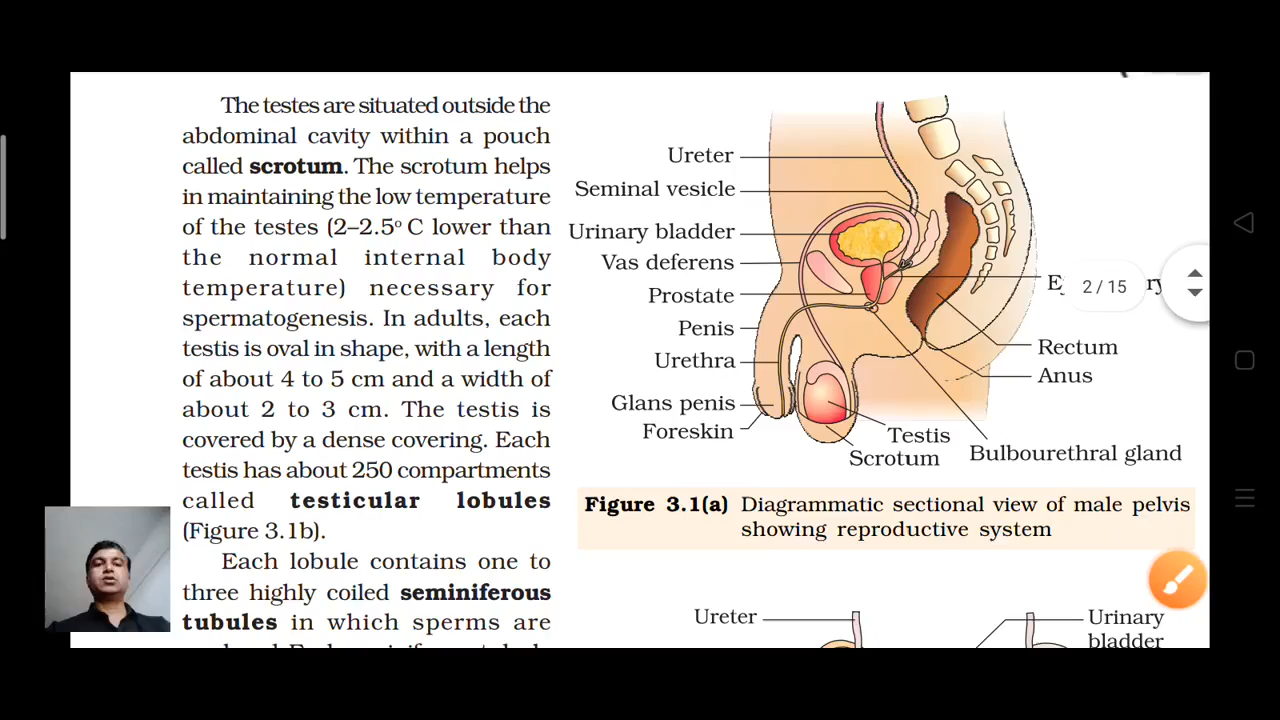 The testes are situated outside the
abdominal cavity within a pouch
called scrotum. The scrotum helps
in maintaining the low temperature
of the testes (2–2.5° C lower than
the normal internal body
temperature) necessary for
spermatogenesis. In adults, each
testis is oval in shape, with a length
of about 4 to 5 cm and a width of
about 2 to 3 cm. The testis is
covered by a dense covering. Each
testis has about 250 compartments
called testicular lobules
(Figure 3.1b).
Each lobule contains one to
three highly coiled seminiferous
tubules in which sperms are
Ureter
Seminal vesicle
Urinary bladder
Vas deferens
Prostate
Penis
Urethra
Glans penis
Foreskin
2 / 15
Rectum
Anus
Testis
Scrotum
Bulbourethral gland
Figure 3.1(a) Diagrammatic sectional view of male pelvis
showing reproductive system
Ureter
Urinary
bladder